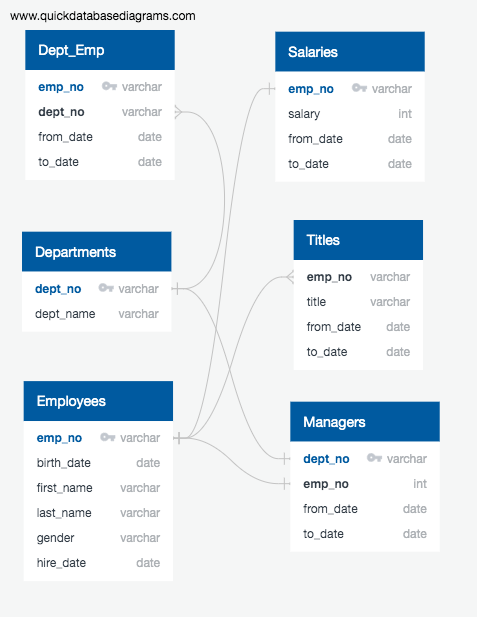 www.quickdatabasediagrams.com
Dept_Emp
emp_no varchar
dept_no varchar
from_date date
to_date date
Salaries
emp_no varchar
salary int
from_date date
to_date date
Departments
dept_no varchar
dept_name varchar
Titles
emp_no varchar
title varchar
from_date date
to_date date
Employees
emp_no varchar
birth_date date
first_name varchar
last_name varchar
gender varchar
hire_date date
Managers
dept_no varchar
emp_no int
from_date date
to_date date